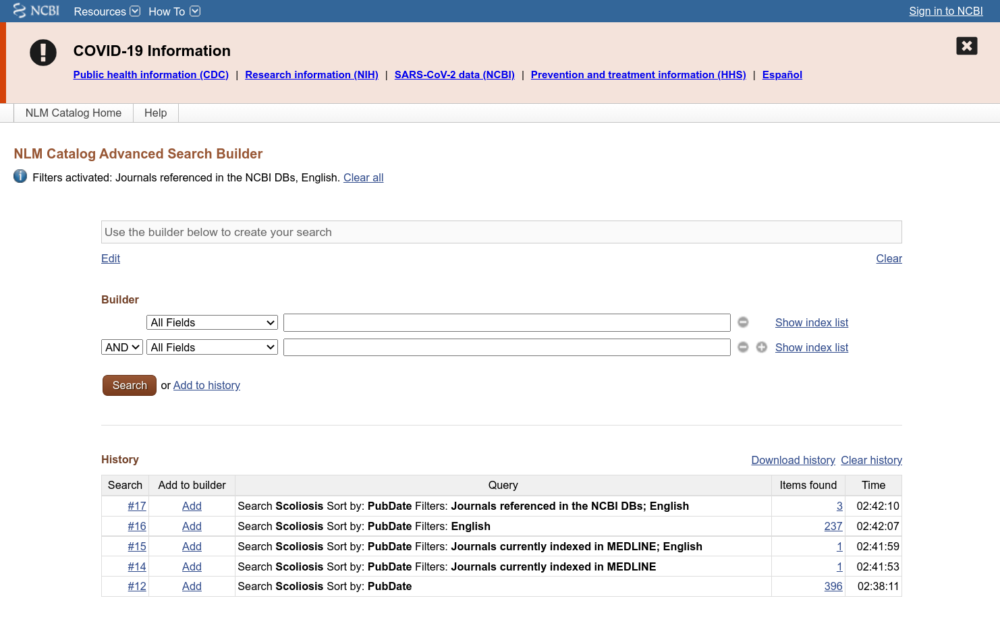 NCBI Resources How To Sign in to NCBI
COVID-19 Information
Public health information (CDC) | Research information (NIH) | SARS-CoV-2 data (NCBI) | Prevention and treatment information (HHS) | Español
NLM Catalog Home Help
NLM Catalog Advanced Search Builder
Filters activated: Journals referenced in the NCBI DBs, English. Clear all
Use the builder below to create your search
Edit Clear
Builder
All Fields Show index list
AND All Fields Show index list
Search or Add to history
History Download history Clear history
Search Add to builder Query Items found Time
#17 Add Search Scoliosis Sort by: PubDate Filters: Journals referenced in the NCBI DBs; English 3 02:42:10
#16 Add Search Scoliosis Sort by: PubDate Filters: English 237 02:42:07
#15 Add Search Scoliosis Sort by: PubDate Filters: Journals currently indexed in MEDLINE; English 1 02:41:59
#14 Add Search Scoliosis Sort by: PubDate Filters: Journals currently indexed in MEDLINE 1 02:41:53
#12 Add Search Scoliosis Sort by: PubDate 396 02:38:11